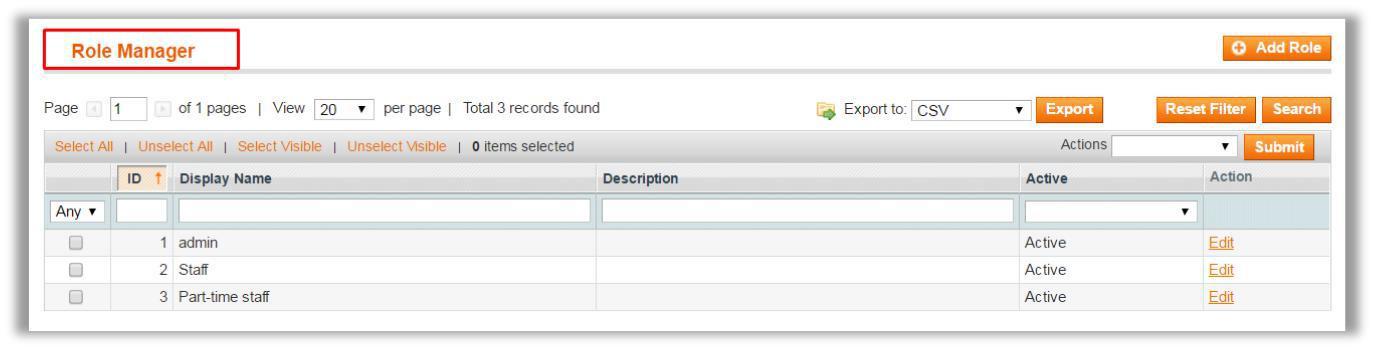 Role Manager
Add Role
Page 1 of 1 pages | View 20 per page | Total 3 records found Export to: CSV Export Reset Filter Search
Select All | Unselect All | Select Visible | Unselect Visible | 0 items selected Actions Submit
ID Display Name Description Active Action
Any
1 admin Active Edit
2 Staff Active Edit
3 Part-time staff Active Edit